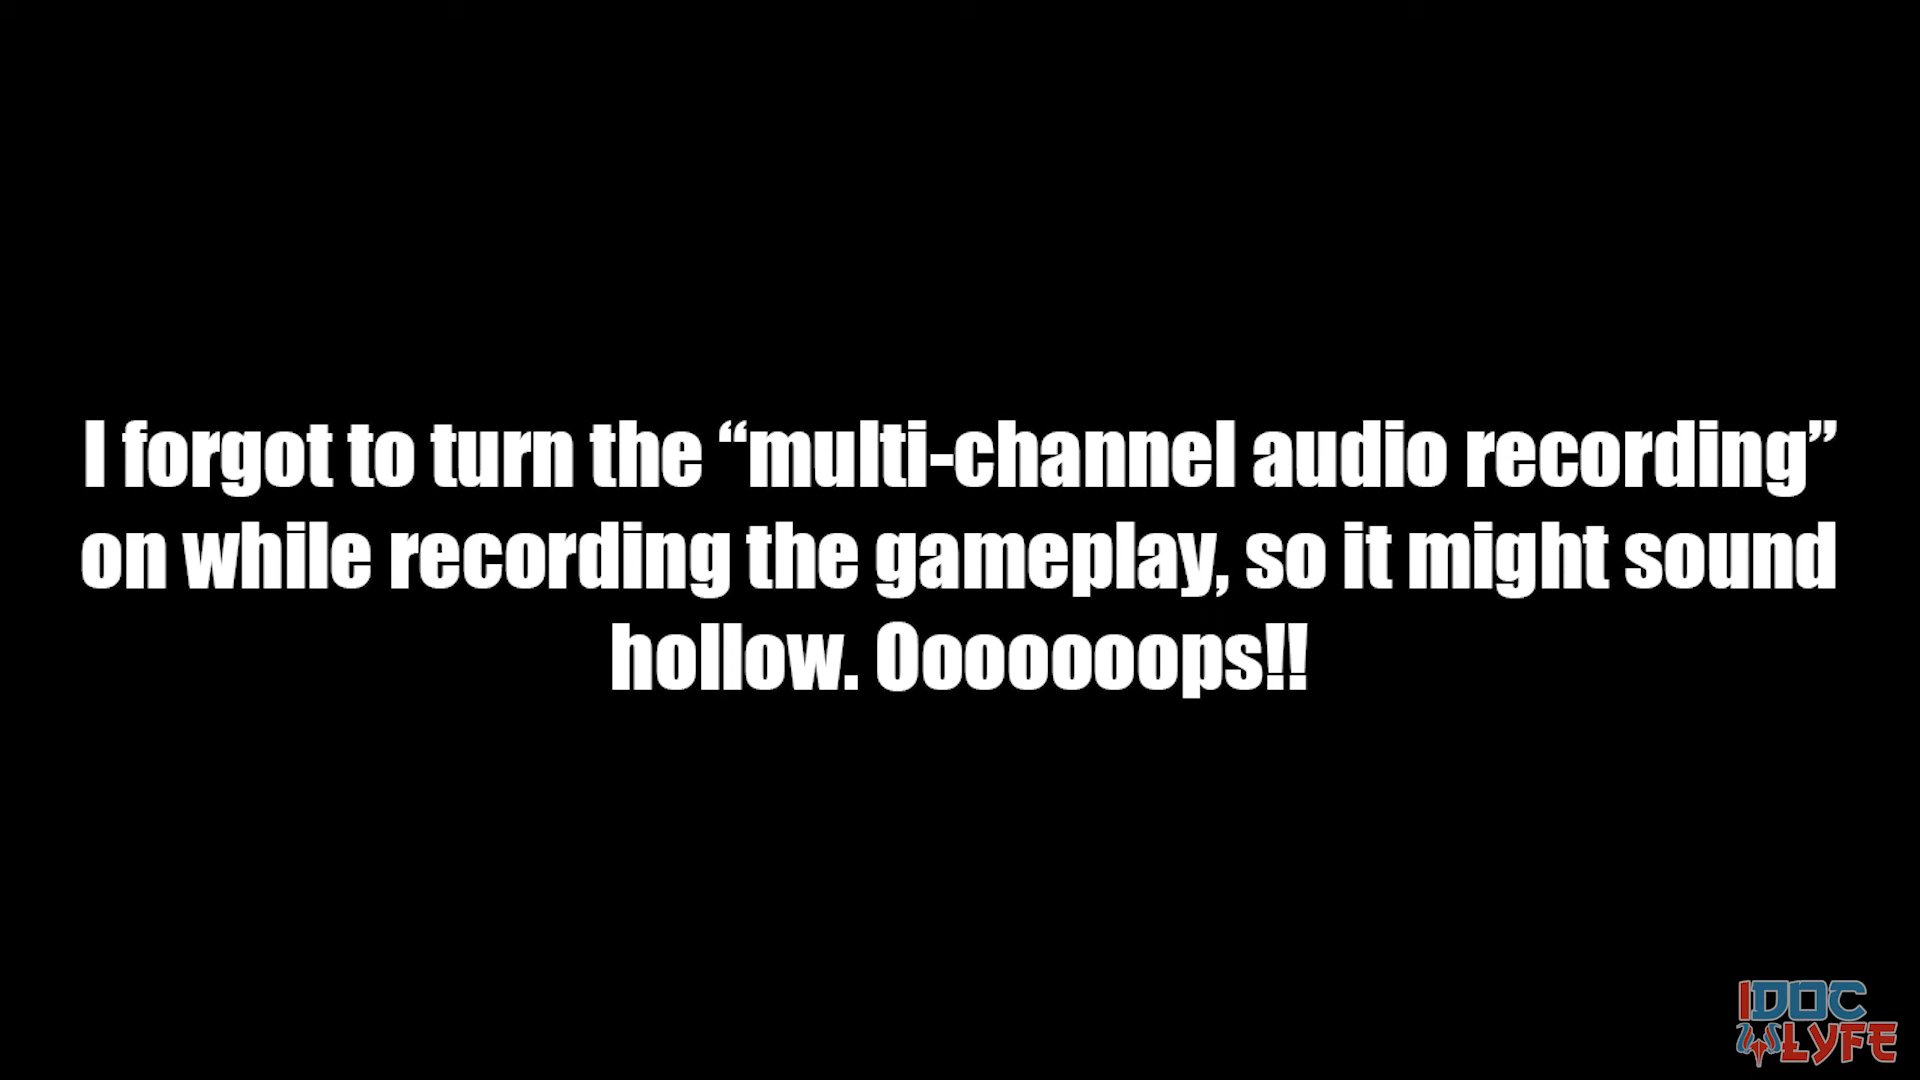 I forgot to turn the “multi-channel audio recording”
on while recording the gameplay, so it might sound
hollow. Ooooooops!!
IDOC
LYFE